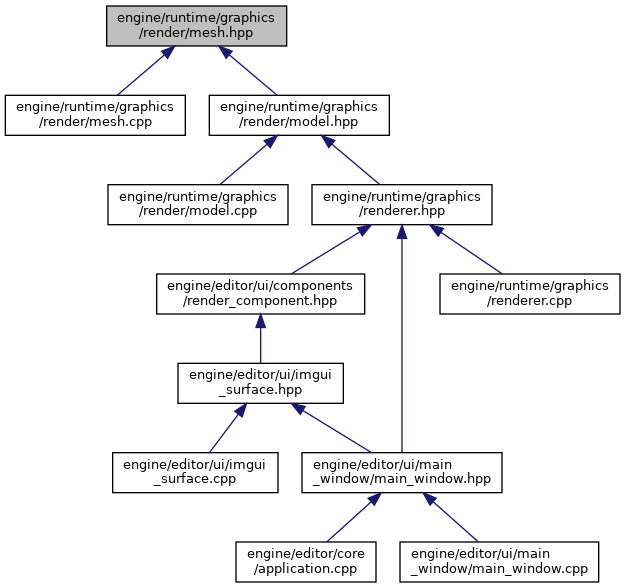 engine/runtime/graphics
/render/mesh.hpp
engine/runtime/graphics
/render/mesh.cpp
engine/runtime/graphics
/render/model.hpp
engine/runtime/graphics
/render/model.cpp
engine/runtime/graphics
/renderer.hpp
engine/editor/ui/components
/render_component.hpp
engine/runtime/graphics
/renderer.cpp
engine/editor/ui/imgui
_surface.hpp
engine/editor/ui/imgui
_surface.cpp
engine/editor/ui/main
_window/main_window.hpp
engine/editor/core
/application.cpp
engine/editor/ui/main
_window/main_window.cpp